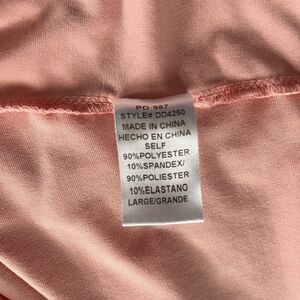 PO-987
STYLE#:DD4250
MADE IN CHINA
HECHO EN CHINA
SELF
90%POLYESTER
10%SPANDEX/
90%POLIESTER
10%ELASTANO
LARGE/GRANDE